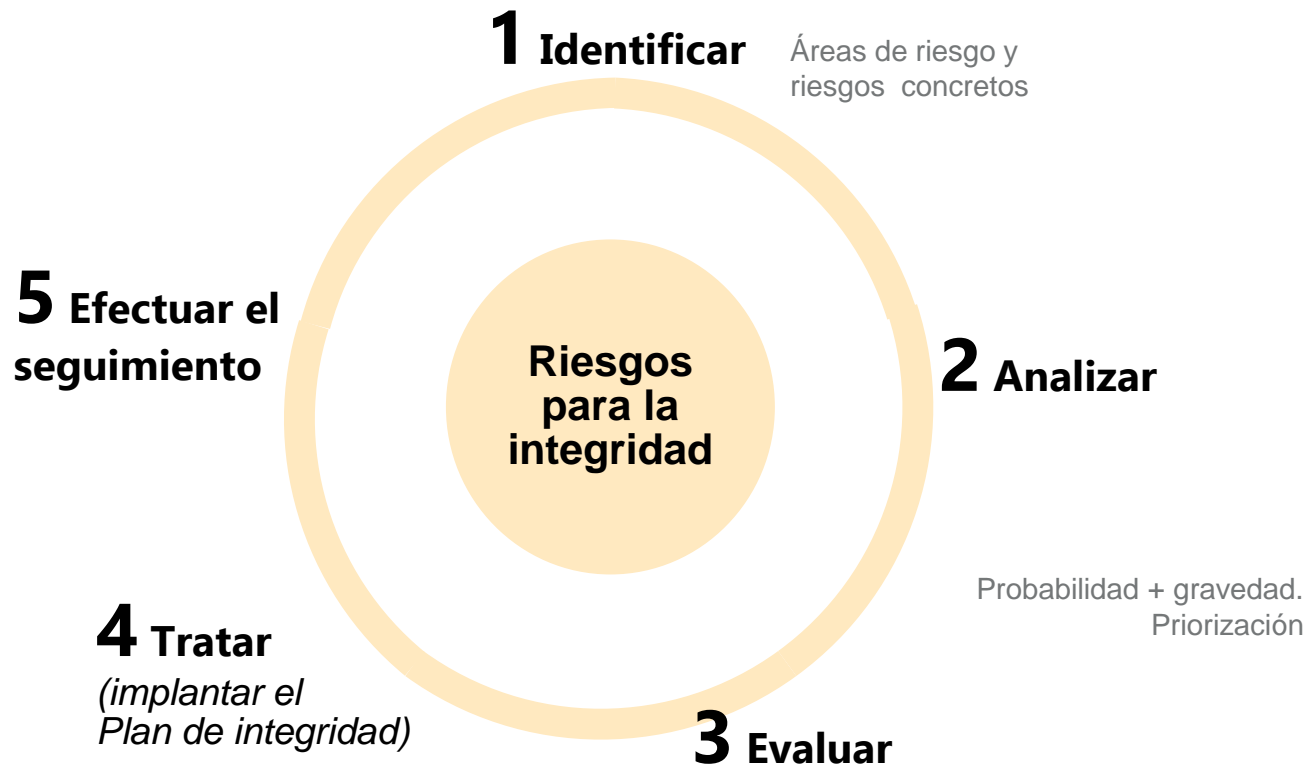 1 Identificar
Áreas de riesgo y
riesgos concretos
5 Efectuar el
seguimiento
Riesgos
para la
integridad
2 Analizar
Probabilidad + gravedad.
Priorización
4 Tratar
(implantar el
Plan de integridad)
3 Evaluar